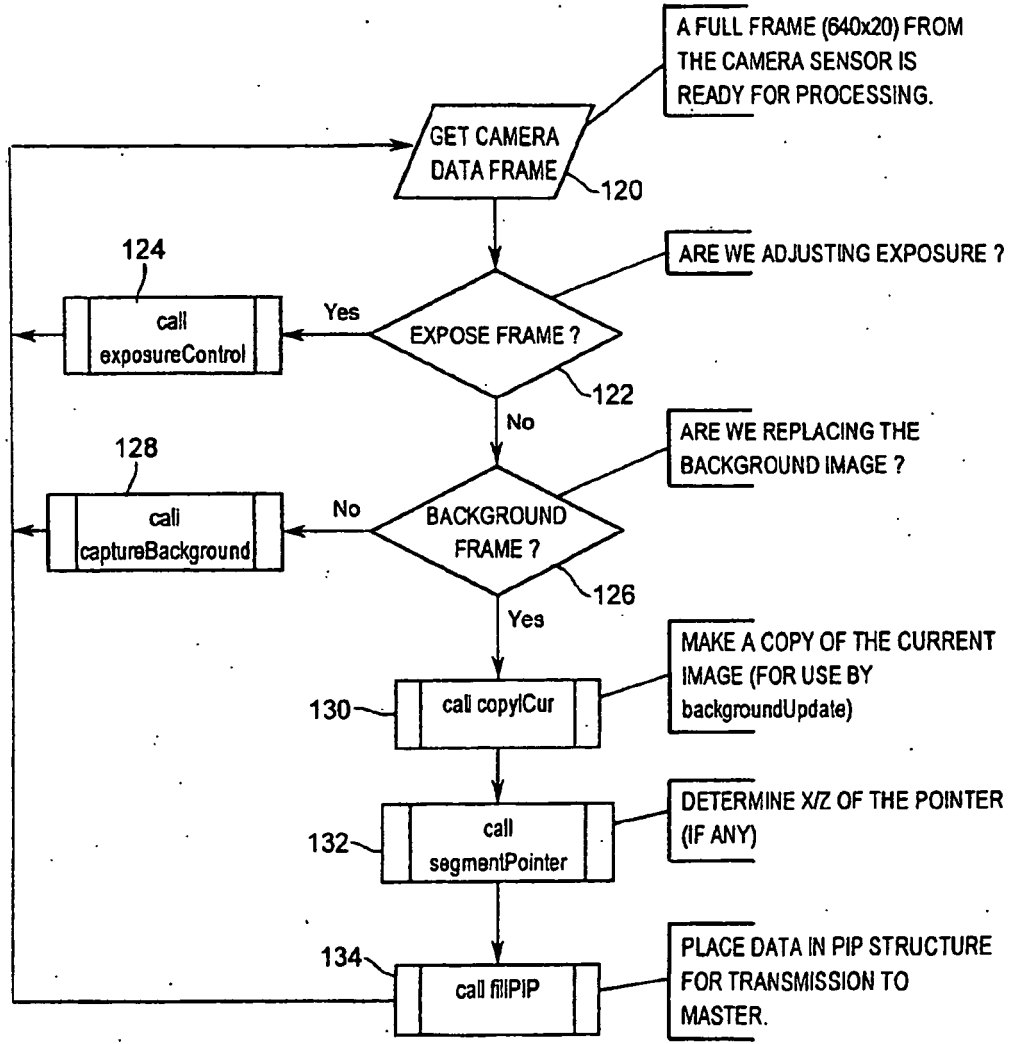 A FULL FRAME (640x20) FROM
THE CAMERA SENSOR IS
READY FOR PROCESSING.
GET CAMERA
DATA FRAME
120
ARE WE ADJUSTING EXPOSURE ?
124
call
exposureControl
Yes
EXPOSE FRAME ?
122
No
ARE WE REPLACING THE
BACKGROUND IMAGE ?
128
call
captureBackground
No
BACKGROUND
FRAME ?
126
Yes
MAKE A COPY OF THE CURRENT
IMAGE (FOR USE BY
backgroundUpdate)
130
call copyICur
DETERMINE X/Z OF THE POINTER
(IF ANY)
132
call
segmentPointer
PLACE DATA IN PIP STRUCTURE
FOR TRANSMISSION TO
MASTER.
134
call fillPIP